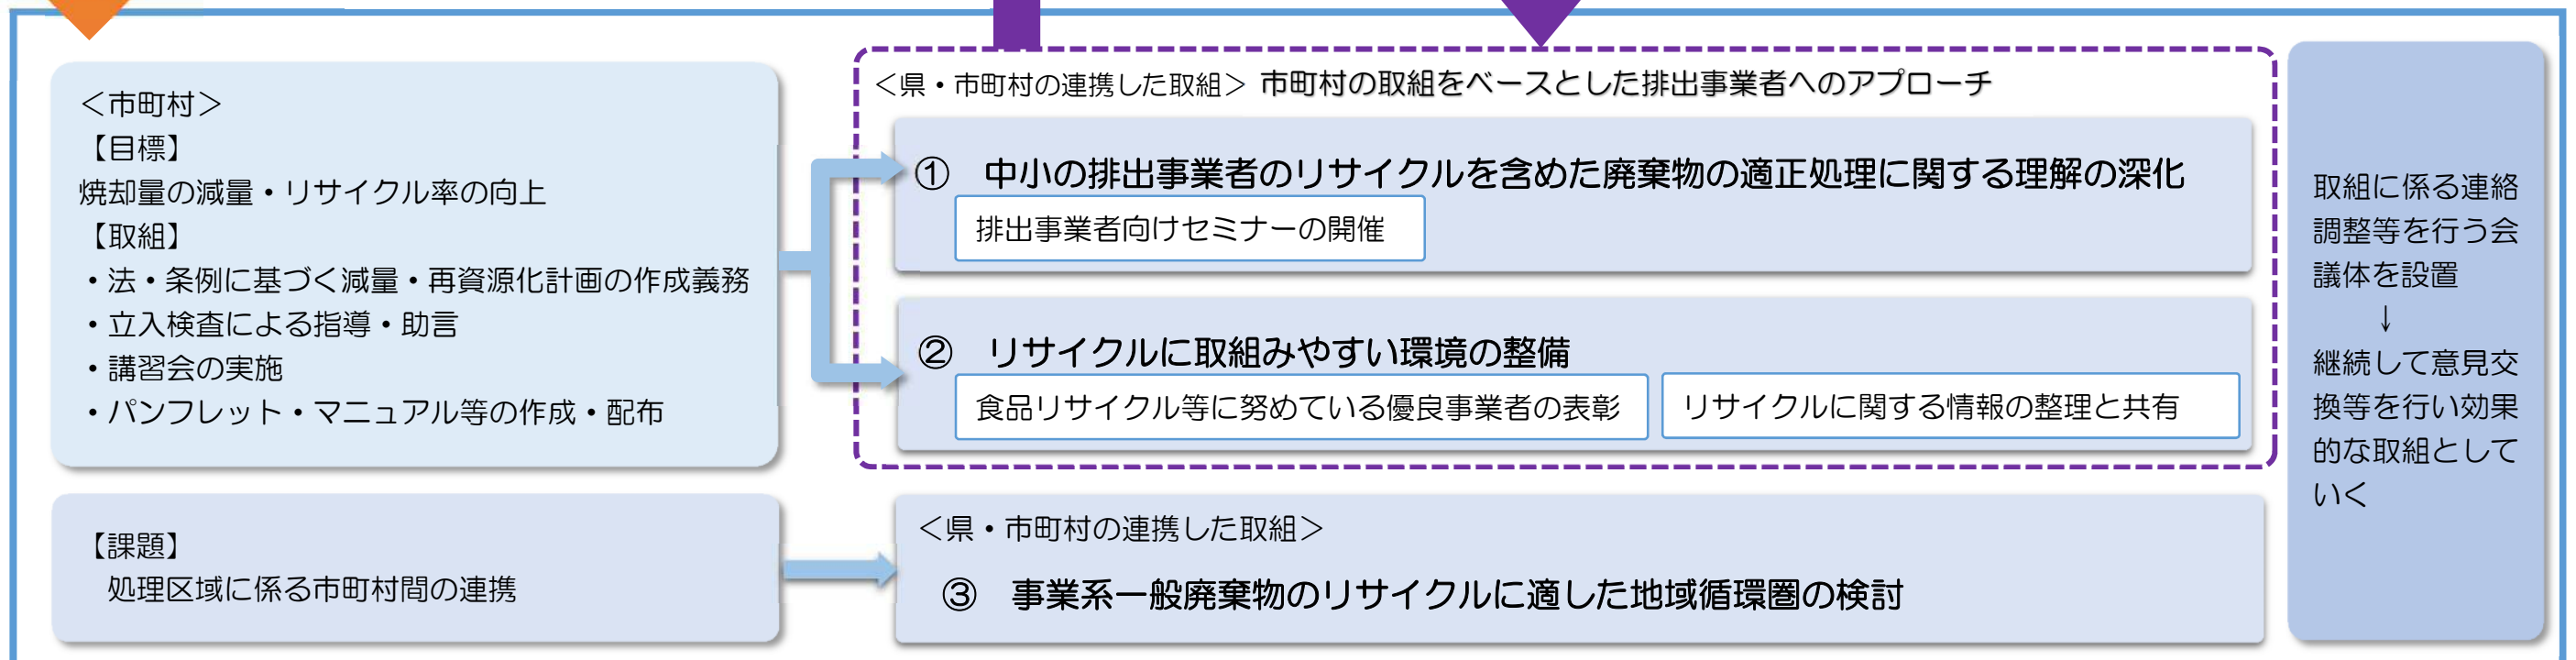 ＜市町村＞
【目標】
焼却量の減量・リサイクル率の向上
【取組】
・法・条例に基づく減量・再資源化計画の作成義務
・立入検査による指導・助言
・講習会の実施
・パンフレット・マニュアル等の作成・配布
＜県・市町村の連携した取組＞ 市町村の取組をベースとした排出事業者へのアプローチ
① 中小の排出事業者のリサイクルを含めた廃棄物の適正処理に関する理解の深化
排出事業者向けセミナーの開催
② リサイクルに取組みやすい環境の整備
食品リサイクル等に努めている優良事業者の表彰
リサイクルに関する情報の整理と共有
【課題】
処理区域に係る市町村間の連携
＜県・市町村の連携した取組＞
③ 事業系一般廃棄物のリサイクルに適した地域循環圏の検討
取組に係る連絡
調整等を行う会
議体を設置
↓
継続して意見交
換等を行い効果
的な取組として
いく